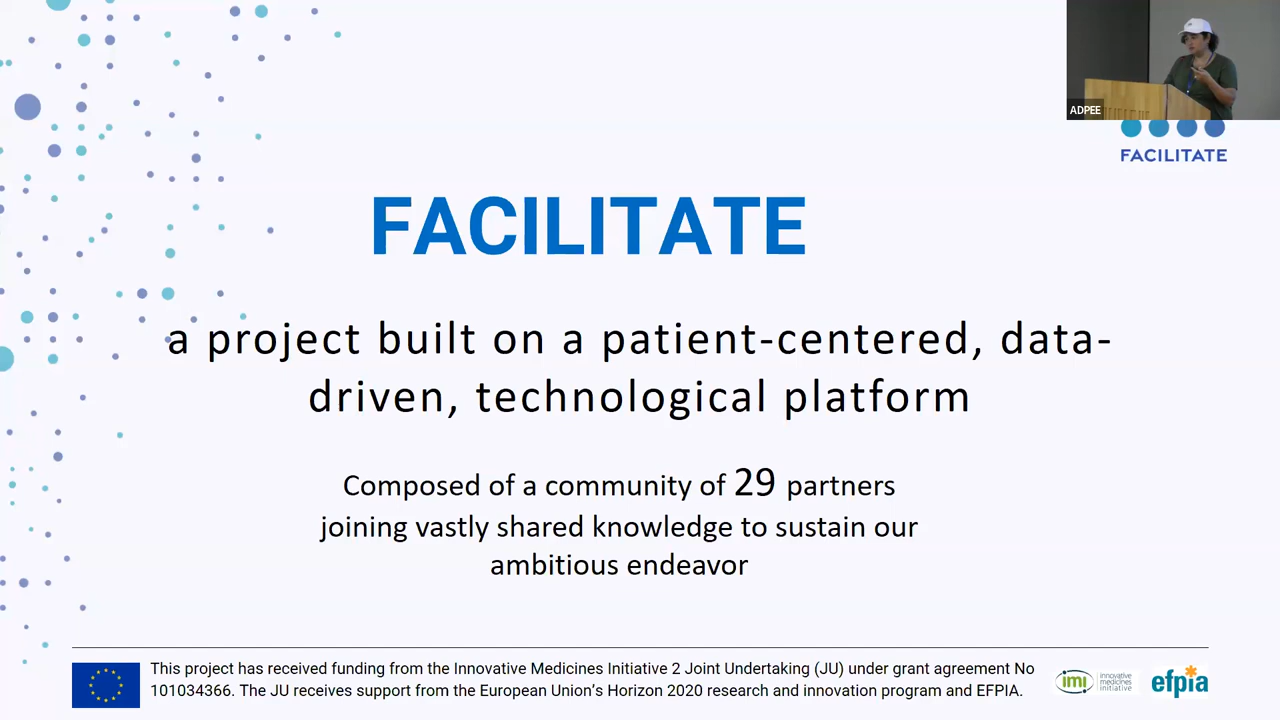 ADPEE
FACILITATE
FACILITATE
a project built on a patient-centered, data-
driven, technological platform
Composed of a community of 29 partners
joining vastly shared knowledge to sustain our
ambitious endeavor
This project has received funding from the Innovative Medicines Initiative 2 Joint Undertaking (JU) under grant agreement No
101034366. The JU receives support from the European Union’s Horizon 2020 research and innovation program and EFPIA.
imi
innovative
medicines
initiative
efpia